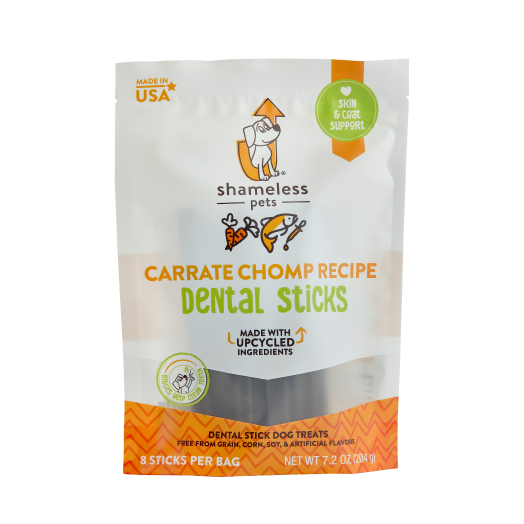 MADE IN
USA
SKIN
& COAT
SUPPORT
shameless
pets
CARRATE CHOMP RECIPE
DENTAL STICKS
MADE WITH
UPCYCLED
INGREDIENTS
DENTAL STICK DOG TREATS
FREE FROM GRAIN, CORN, SOY, & ARTIFICIAL FLAVORS
8 STICKS PER BAG
NET WT 7.2 OZ (204g)